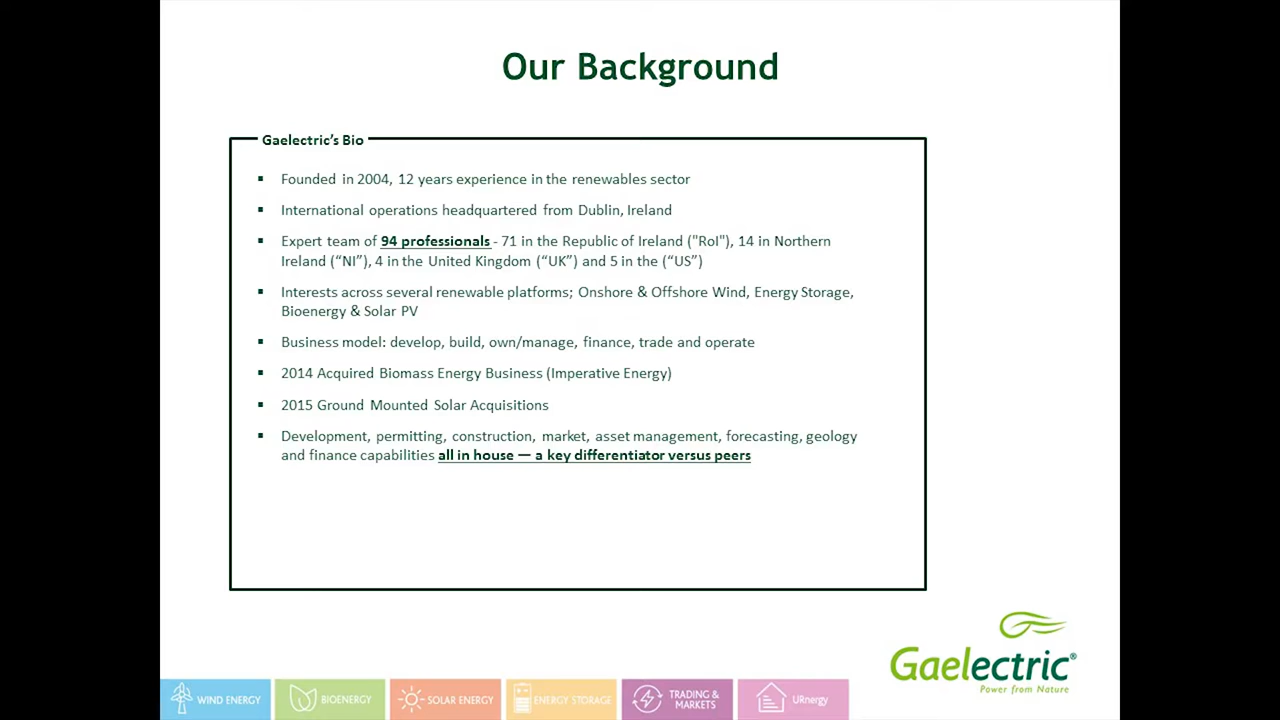 Our Background
Gaelectric's Bio
▪ Founded in 2004, 12 years experience in the renewables sector
▪ International operations headquartered from Dublin, Ireland
▪ Expert team of 94 professionals - 71 in the Republic of Ireland ("RoI"), 14 in Northern
Ireland (“NI”), 4 in the United Kingdom (“UK”) and 5 in the (“US”)
▪ Interests across several renewable platforms; Onshore & Offshore Wind, Energy Storage,
Bioenergy & Solar PV
▪ Business model: develop, build, own/manage, finance, trade and operate
▪ 2014 Acquired Biomass Energy Business (Imperative Energy)
▪ 2015 Ground Mounted Solar Acquisitions
▪ Development, permitting, construction, market, asset management, forecasting, geology
and finance capabilities all in house — a key differentiator versus peers
Gaelectric®
Power from Nature
WIND ENERGY
BIOENERGY
SOLAR ENERGY
ENERGY STORAGE
TRADING &
MARKETS
URnergy